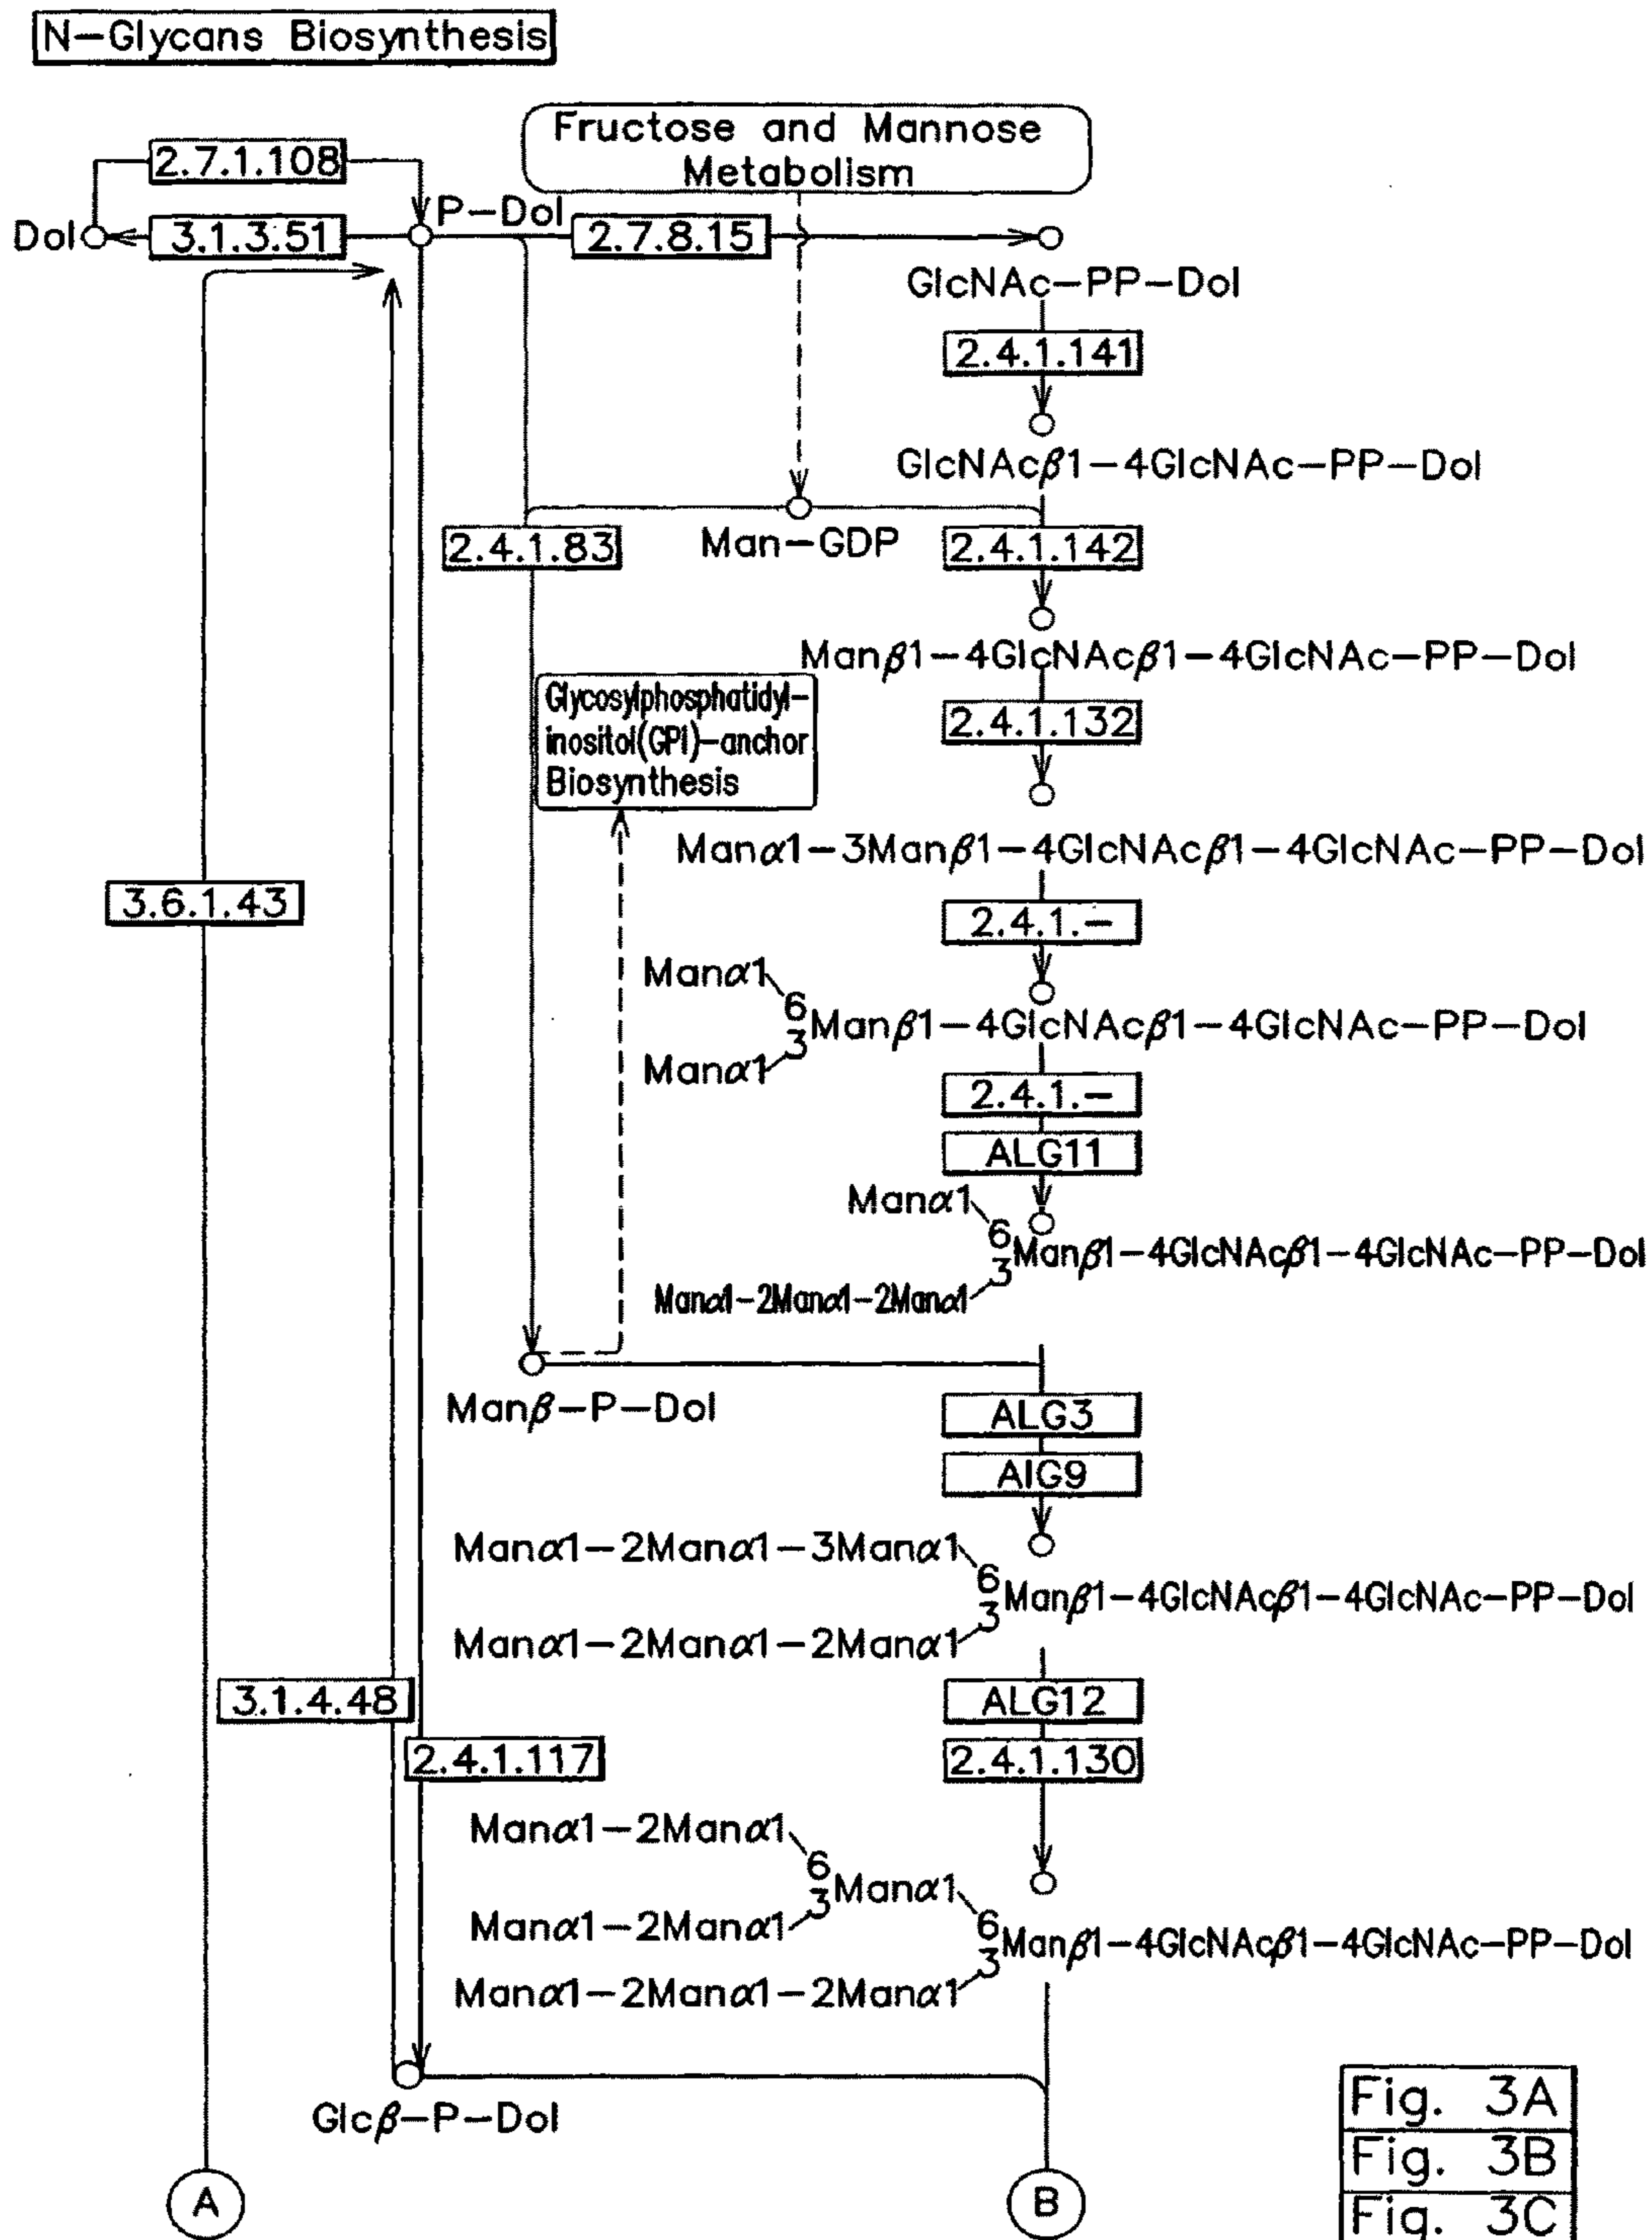 N-Glycans Biosynthesis
Fructose and Mannose
Metabolism
2.7.1.108
P-Dol
Dol
3.1.3.51
2.7.8.15
GlcNAc-PP-Dol
2.4.1.141
GlcNAcβ1-4GlcNAc-PP-Dol
2.4.1.83
Man-GDP
2.4.1.142
Manβ1-4GlcNAcβ1-4GlcNAc-PP-Dol
Glycosylphosphatidyl-
inositol(GPI)-anchor
Biosynthesis
2.4.1.132
Manα1-3Manβ1-4GlcNAcβ1-4GlcNAc-PP-Dol
3.6.1.43
2.4.1.-
Manα1
6
3
Manβ1-4GlcNAcβ1-4GlcNAc-PP-Dol
Manα1
2.4.1.-
ALG11
Manα1
6
3
Manβ1-4GlcNAcβ1-4GlcNAc-PP-Dol
Manα1-2Manα1-2Manα1
Manβ-P-Dol
ALG3
AlG9
Manα1-2Manα1-3Manα1
6
3
Manβ1-4GlcNAcβ1-4GlcNAc-PP-Dol
Manα1-2Manα1-2Manα1
3.1.4.48
ALG12
2.4.1.117
2.4.1.130
Manα1-2Manα1
6
3
Manα1
Manα1-2Manα1
6
3
Manβ1-4GlcNAcβ1-4GlcNAc-PP-Dol
Manα1-2Manα1-2Manα1
Glcβ-P-Dol
A
B
Fig. 3A
Fig. 3B
Fig. 3C